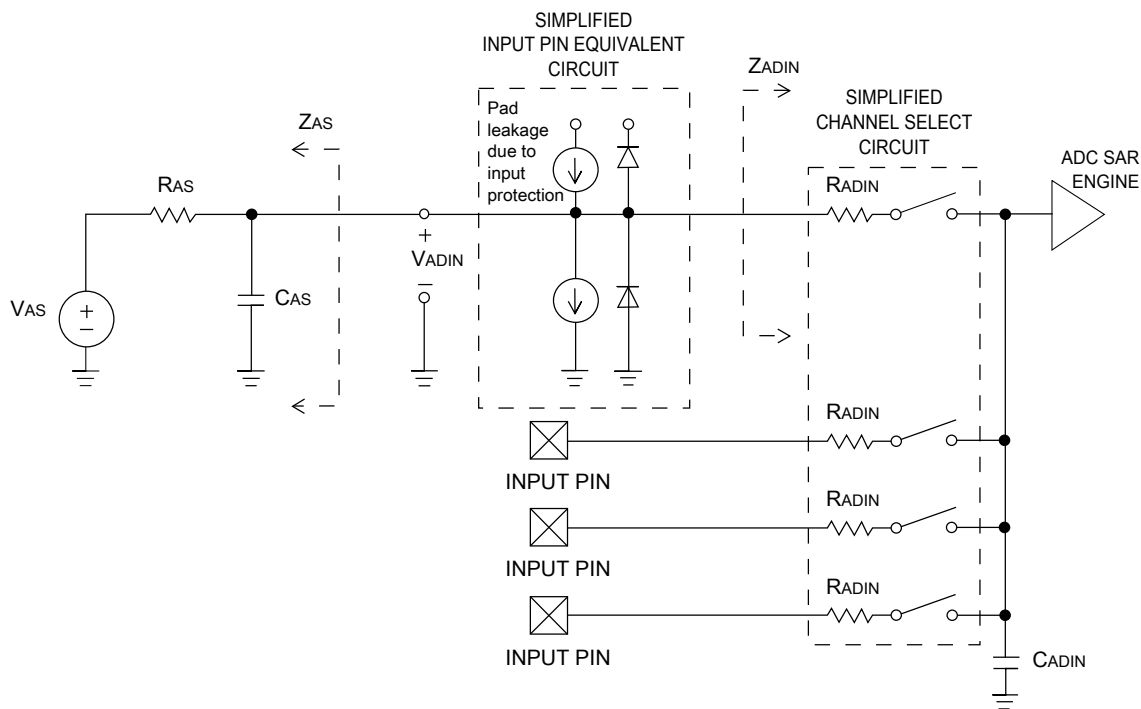 SIMPLIFIED
INPUT PIN EQUIVALENT
CIRCUIT
ZADIN
SIMPLIFIED
CHANNEL SELECT
CIRCUIT
Pad
leakage
due to
input
protection
ZAS
RAS
RADIN
ADC SAR
ENGINE
+
VADIN
–
VAS
+
–
CAS
RADIN
INPUT PIN
RADIN
INPUT PIN
RADIN
INPUT PIN
CADIN